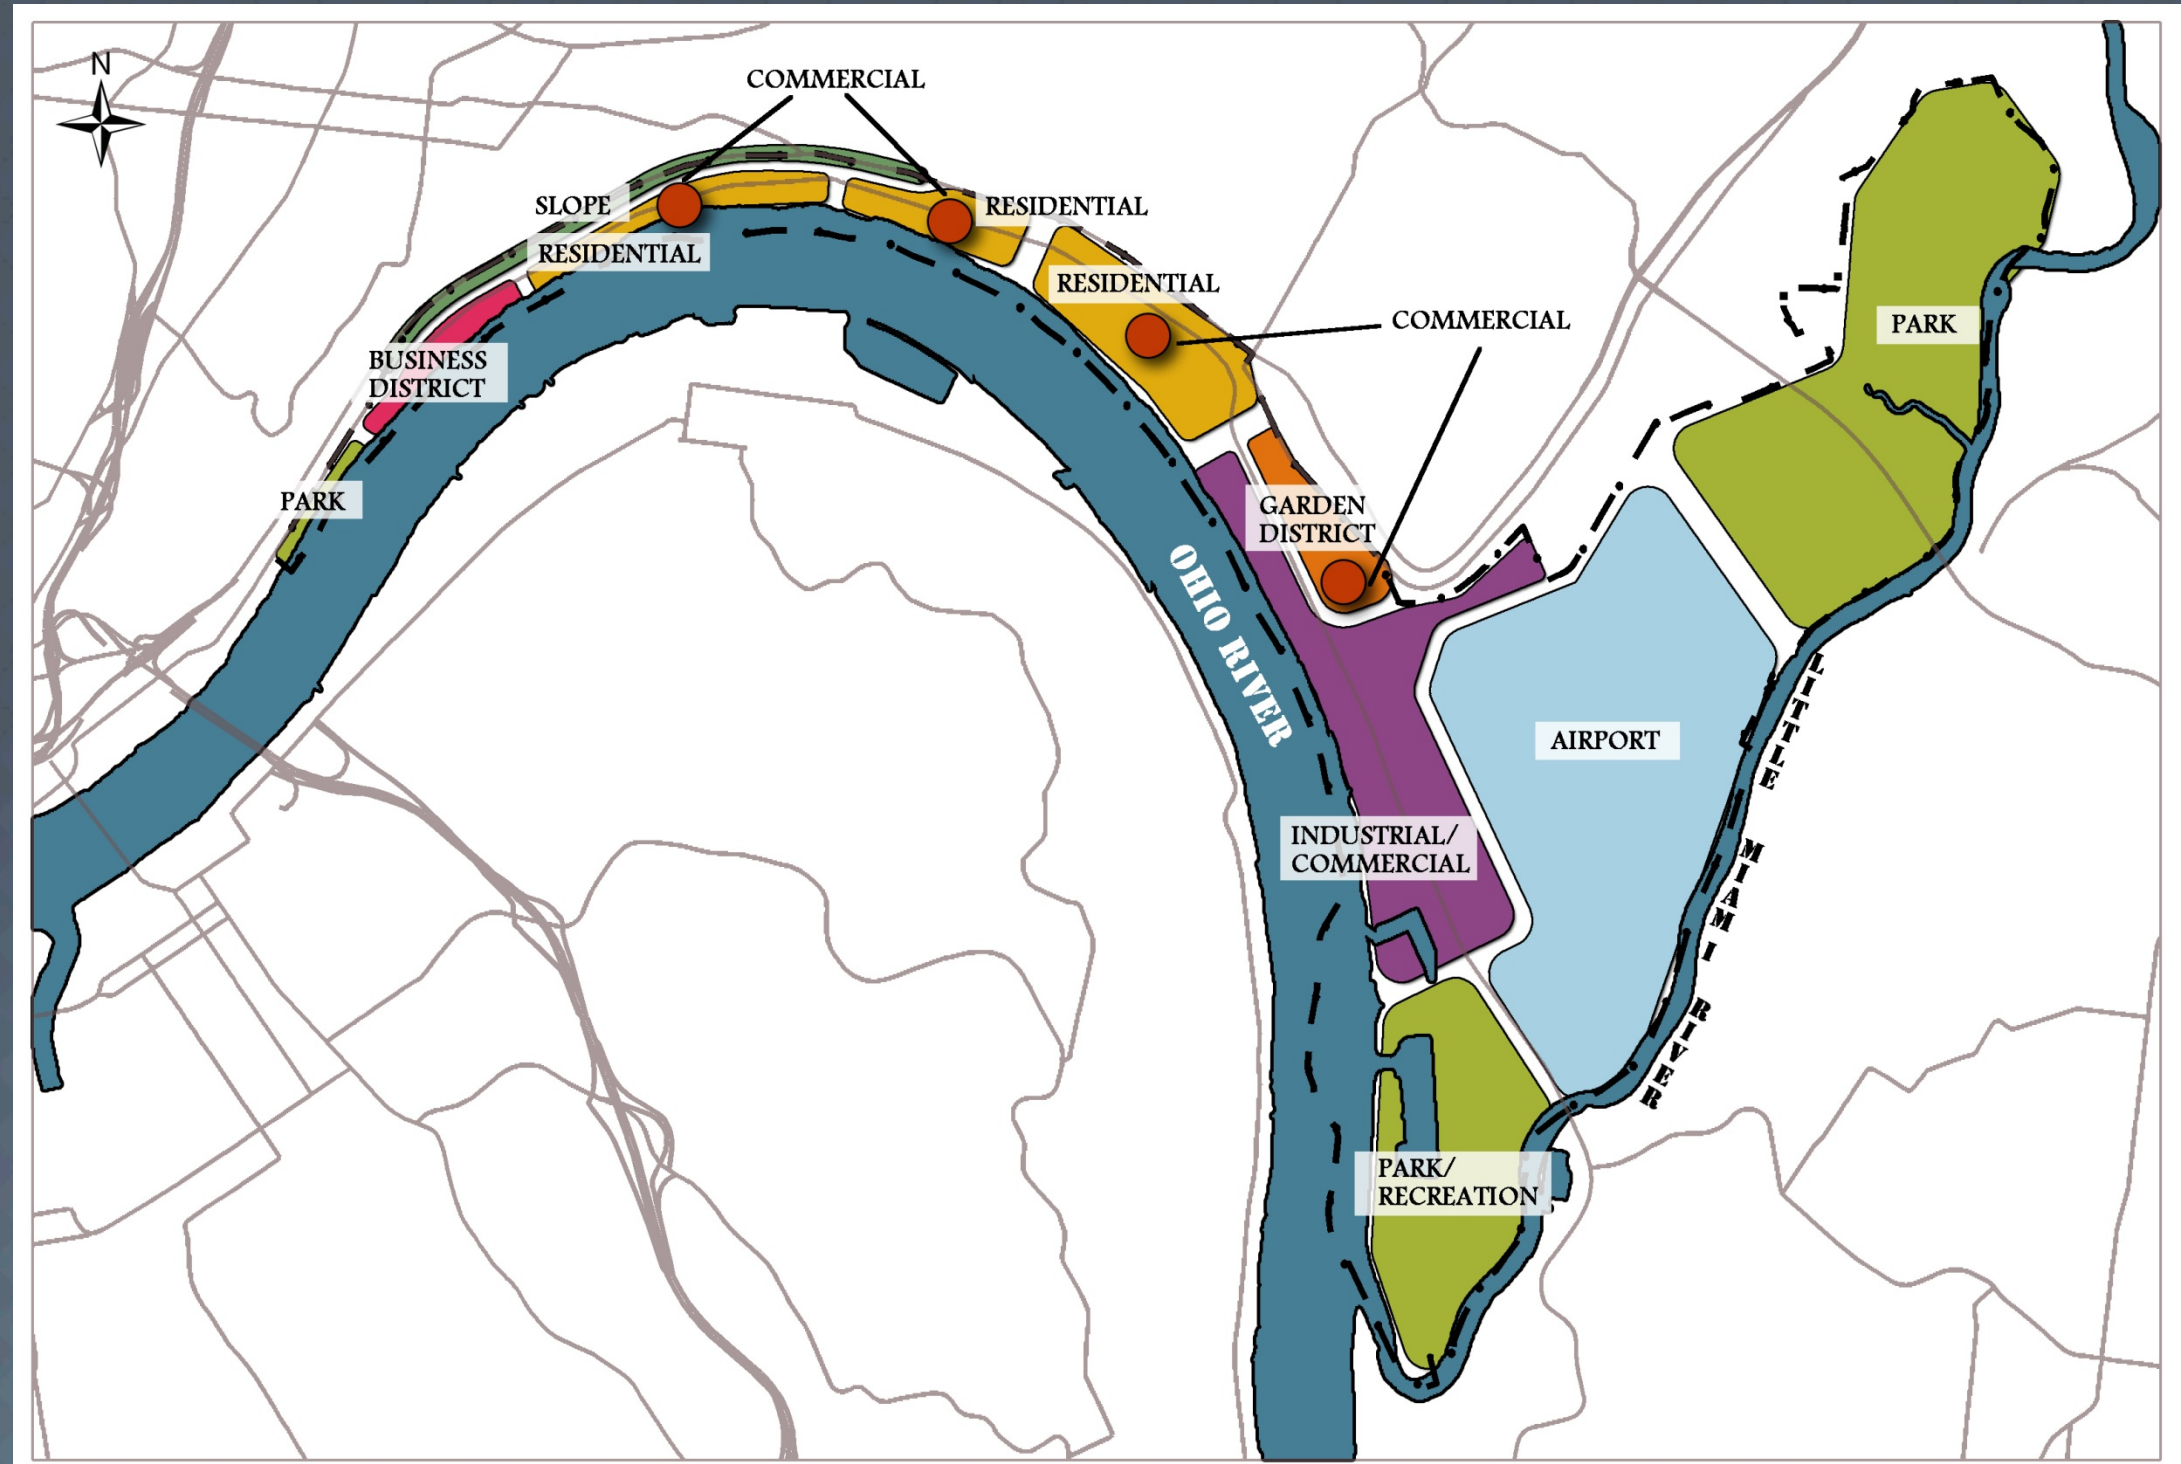 N
COMMERCIAL
SLOPE
RESIDENTIAL
RESIDENTIAL
RESIDENTIAL
COMMERCIAL
PARK
BUSINESS
DISTRICT
PARK
GARDEN
DISTRICT
OHIO RIVER
AIRPORT
LITTLE MIAMI RIVER
INDUSTRIAL/
COMMERCIAL
PARK/
RECREATION